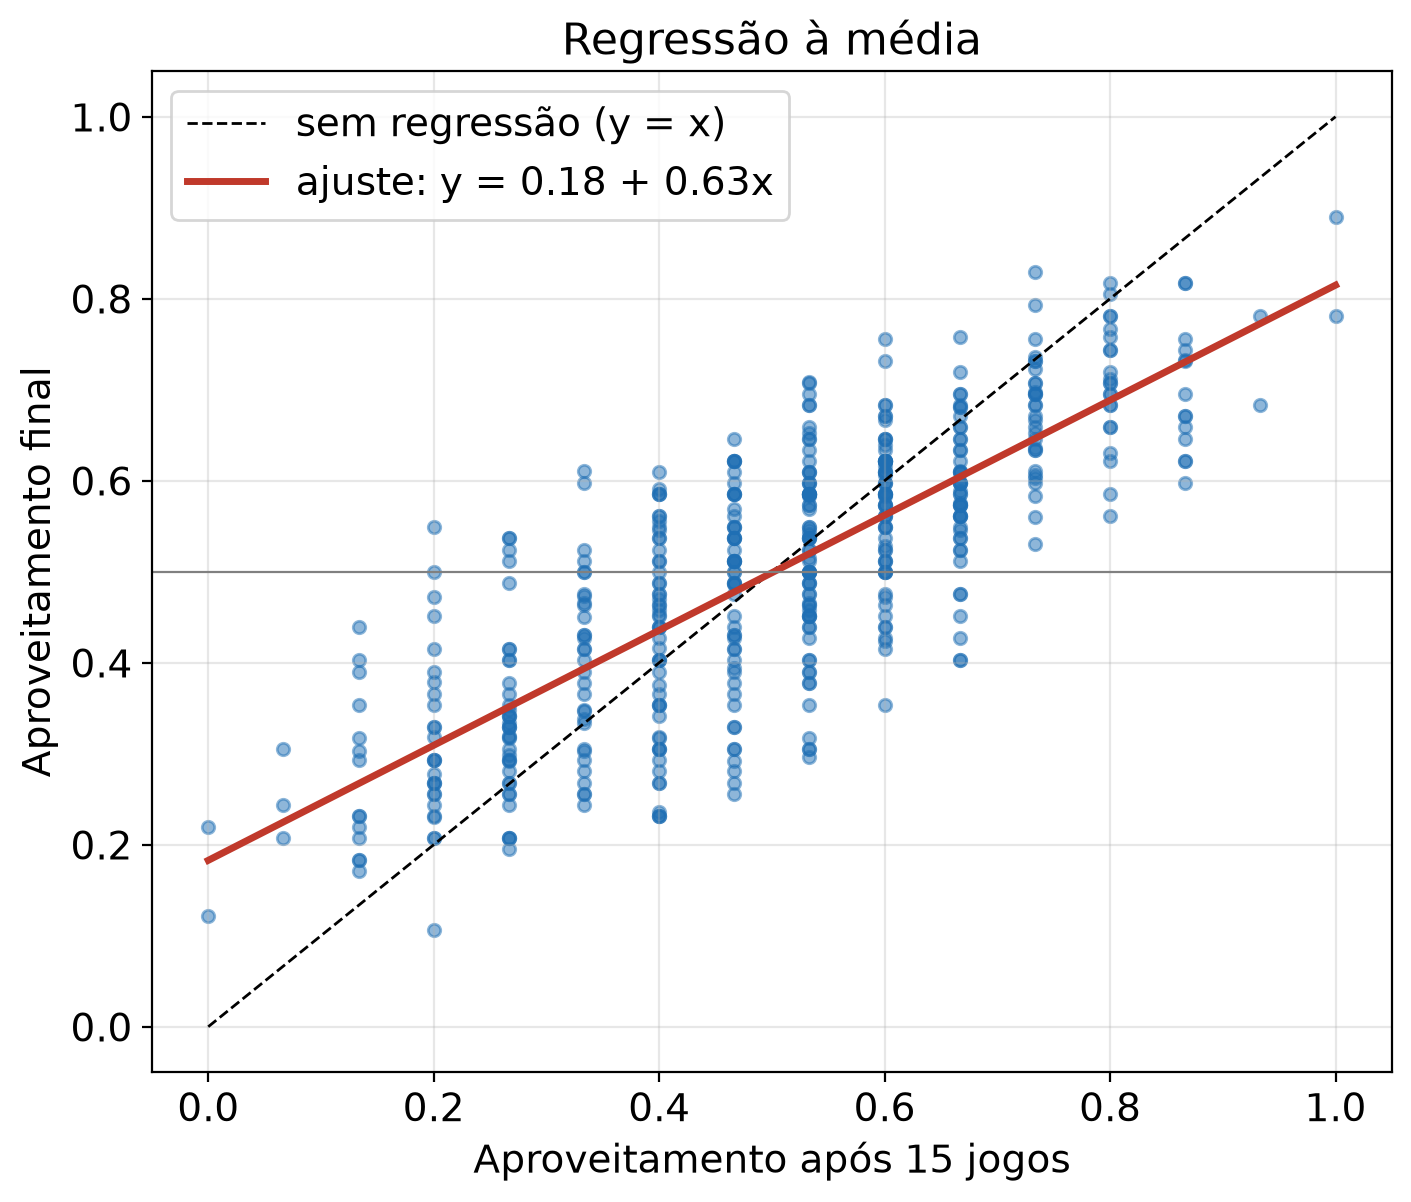 Regressão à média
sem regressão (y = x)
ajuste: y = 0.18 + 0.63x
1.0
0.8
0.6
0.4
0.2
0.0
Aproveitamento final
0.0 0.2 0.4 0.6 0.8 1.0
Aproveitamento após 15 jogos